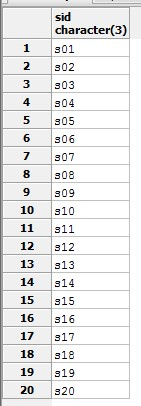 sid
character(3)
1 s01
2 s02
3 s03
4 s04
5 s05
6 s06
7 s07
8 s08
9 s09
10 s10
11 s11
12 s12
13 s13
14 s14
15 s15
16 s16
17 s17
18 s18
19 s19
20 s20